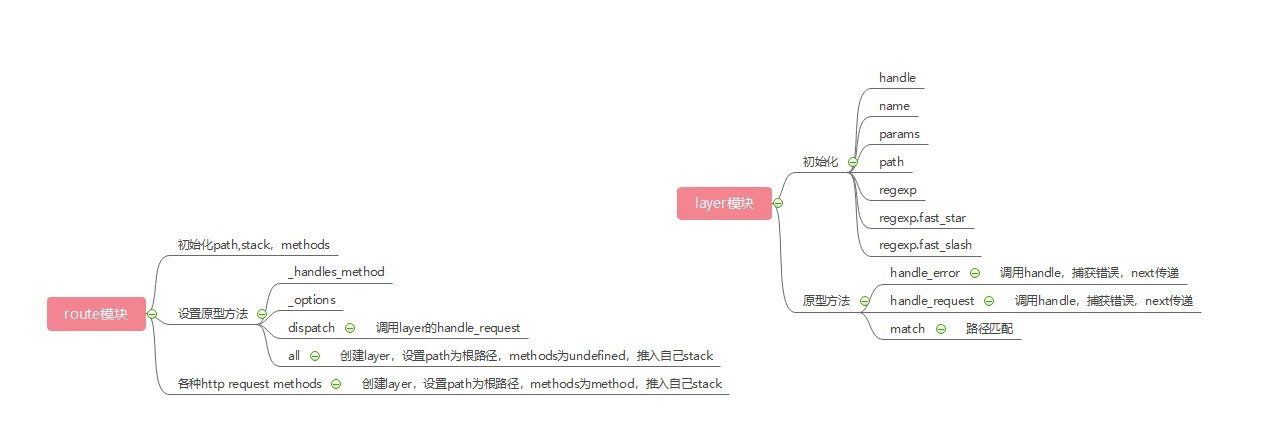 route模块
初始化path,stack，methods
设置原型方法
_handles_method
_options
dispatch
调用layer的handle_request
all
创建layer，设置path为根路径，methods为undefined，推入自己stack
各种http request methods
创建layer，设置path为根路径，methods为method，推入自己stack
layer模块
初始化
handle
name
params
path
regexp
regexp.fast_star
regexp.fast_slash
原型方法
handle_error
调用handle，捕获错误，next传递
handle_request
调用handle，捕获错误，next传递
match
路径匹配